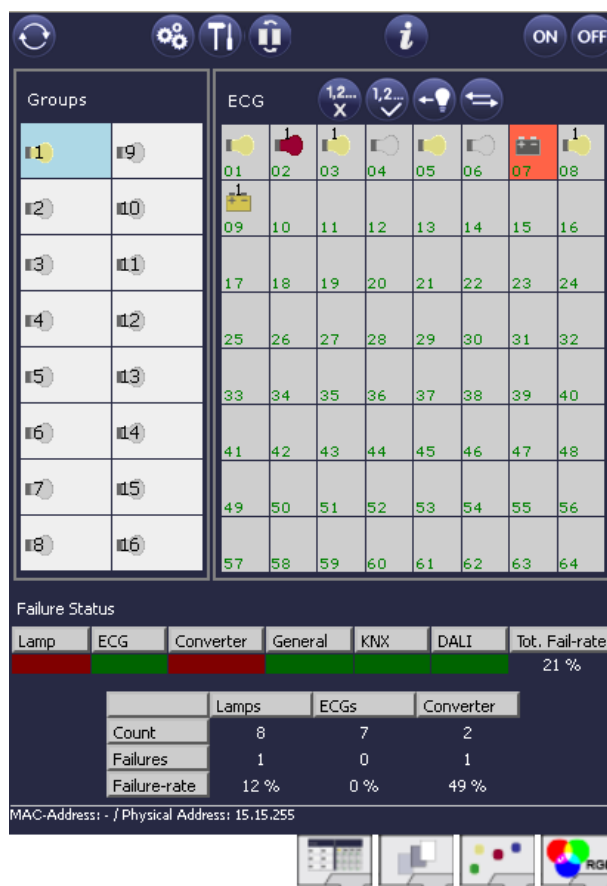 i ON OFF
Groups ECG 1,2... X 1,2...
1 9 1 1 1
01 02 03 04 05 06 07 08
2 10 1
09 10 11 12 13 14 15 16
3 11
17 18 19 20 21 22 23 24
4 12
25 26 27 28 29 30 31 32
5 13
33 34 35 36 37 38 39 40
6 14
41 42 43 44 45 46 47 48
7 15
49 50 51 52 53 54 55 56
8 16
57 58 59 60 61 62 63 64
Failure Status
Lamp ECG Converter General KNX DALI Tot. Fail-rate
21 %
Lamps ECGs Converter
Count 8 7 2
Failures 1 0 1
Failure-rate 12 % 0 % 49 %
MAC-Address: - / Physical Address: 15.15.255
RGB